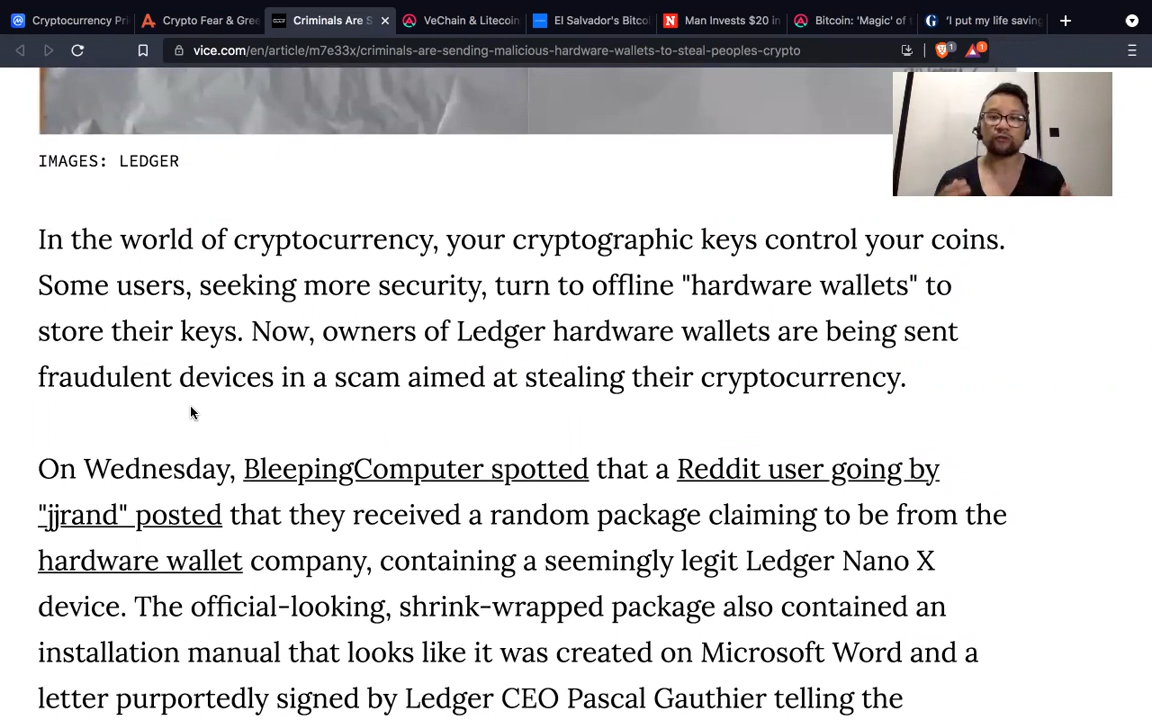 Cryptocurrency Pri
Crypto Fear & Gre
Criminals Are S
VeChain & Litecoin
El Salvador's Bitco
Man Invests $20 in
Bitcoin: 'Magic' of
'I put my life saving
vice.com/en/article/m7e33x/criminals-are-sending-malicious-hardware-wallets-to-steal-peoples-crypto
1
1
IMAGES: LEDGER
In the world of cryptocurrency, your cryptographic keys control your coins.
Some users, seeking more security, turn to offline "hardware wallets" to
store their keys. Now, owners of Ledger hardware wallets are being sent
fraudulent devices in a scam aimed at stealing their cryptocurrency.
On Wednesday, BleepingComputer spotted that a Reddit user going by
"jjrand" posted that they received a random package claiming to be from the
hardware wallet company, containing a seemingly legit Ledger Nano X
device. The official-looking, shrink-wrapped package also contained an
installation manual that looks like it was created on Microsoft Word and a
letter purportedly signed by Ledger CEO Pascal Gauthier telling the